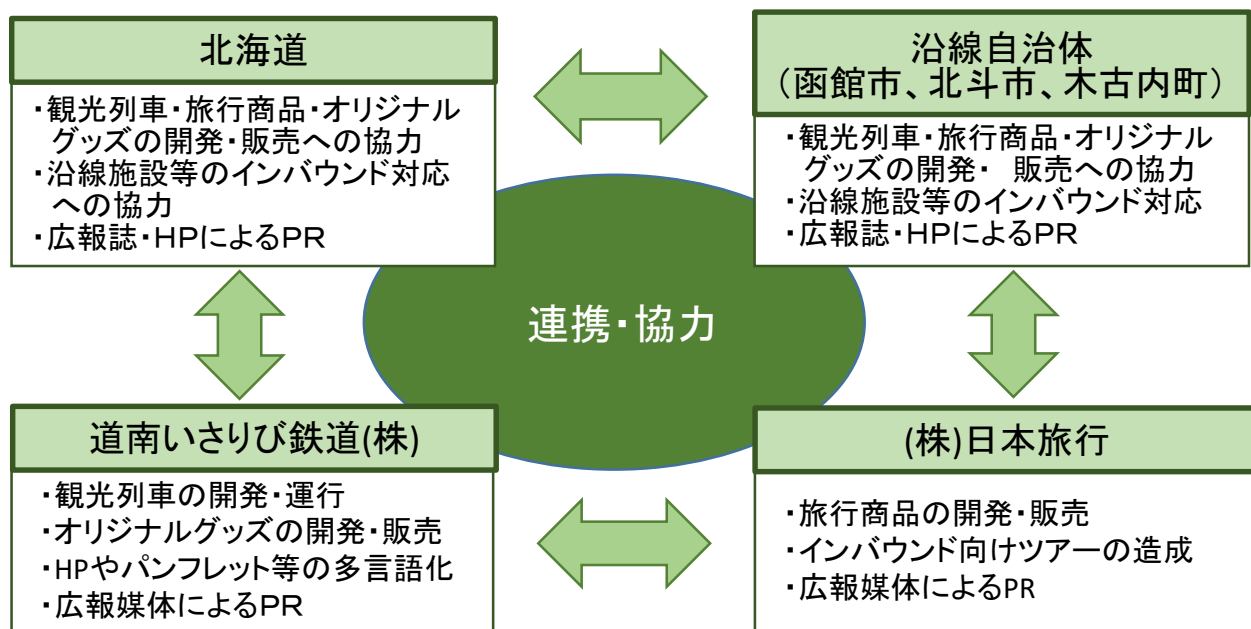 北海道
・観光列車・旅行商品・オリジナル
グッズの開発・販売への協力
・沿線施設等のインバウンド対応
への協力
・広報誌・HPによるPR
沿線自治体
（函館市、北斗市、木古内町）
・観光列車・旅行商品・オリジナル
グッズの開発・ 販売への協力
・沿線施設等のインバウンド対応
・広報誌・HPによるPR
連携・協力
道南いさりび鉄道(株)
・観光列車の開発・運行
・オリジナルグッズの開発・販売
・HPやパンフレット等の多言語化
・広報媒体によるPR
(株)日本旅行
・旅行商品の開発・販売
・インバウンド向けツアーの造成
・広報媒体によるPR